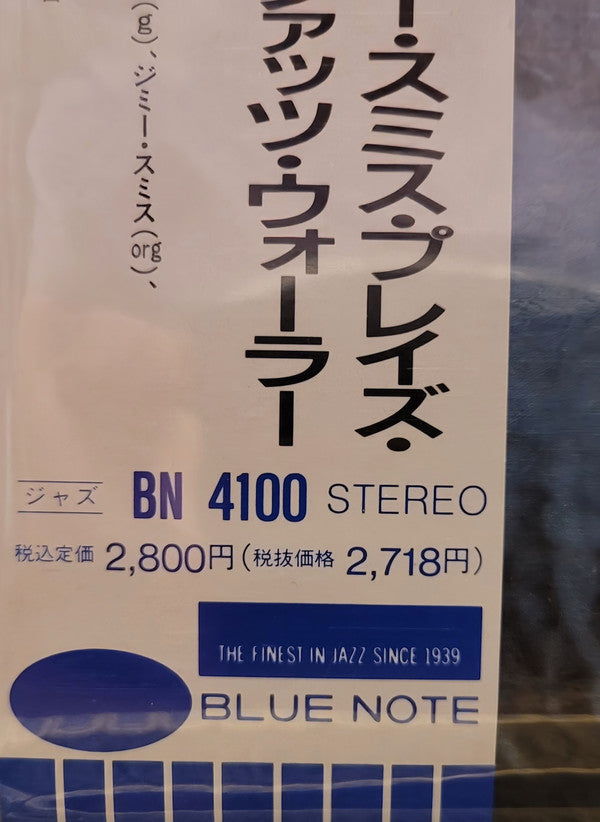 ー・スミス・プレイズ・
ァッツ・ウォーラー
(g)、ジミー・スミス(org)、
ジャズ BN 4100 STEREO
税込定価 2,800円(税抜価格 2,718円)
THE FINEST IN JAZZ SINCE 1939
BLUE NOTE